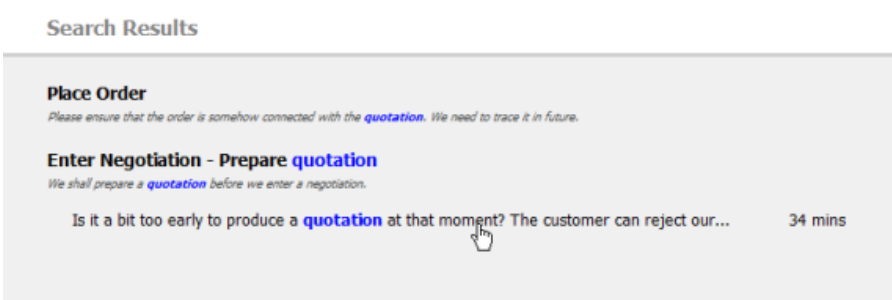 Search Results
Place Order
Please ensure that the order is somehow connected with the quotation. We need to trace it in future.
Enter Negotiation - Prepare quotation
We shall prepare a quotation before we enter a negotiation.
Is it a bit too early to produce a quotation at that moment? The customer can reject our... 34 mins